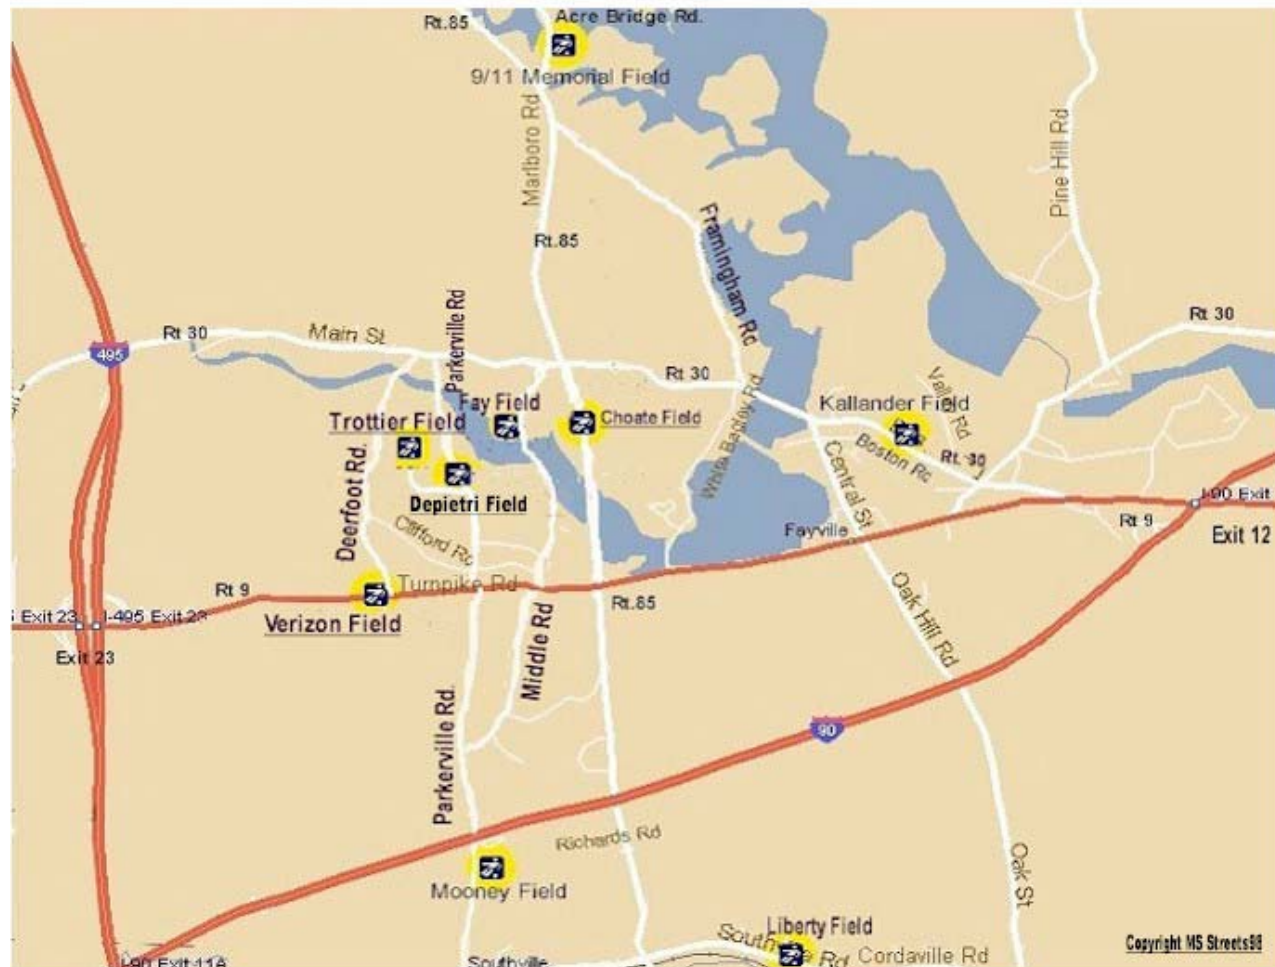 Acre Bridge Rd.
Rt.85
9/11 Memorial Field
Marlboro Rd
Pine Hill Rd
Rt.85
Framingham Rd
Parkerville Rd
Rt 30
Main St
Rt 30
495
Rt 30
Valley Rd
Kallander Field
Fay Field
Trottier Field
Choate Field
White Bagley Rd
Boston Rd
Rt. 30
Central St
Deerfoot Rd.
Depietri Field
I-90 Exit
Clifford Rd
Fayville
Rt 9
Exit 12
Rt 9
Turnpike Rd
Rt.85
Exit 23
I-495 Exit 23
Verizon Field
Exit 23
Middle Rd
Oak Hill Rd
Parkerville Rd.
90
Richards Rd
Mooney Field
Oak St
Liberty Field
Southville Rd
Cordaville Rd
Copyright MS Streets98
I-90 Exit 11A
Southville